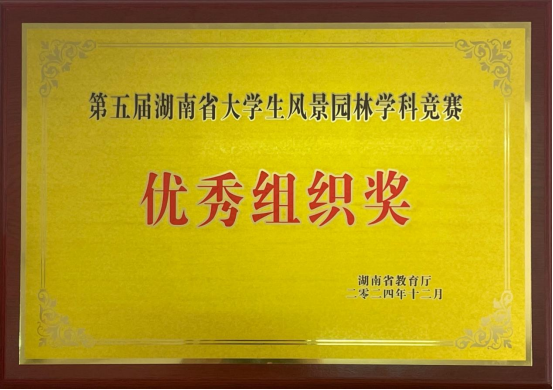 第五届湖南省大学生风景园林学科竞赛
优秀组织奖
湖南省教育厅
二零二四年十二月